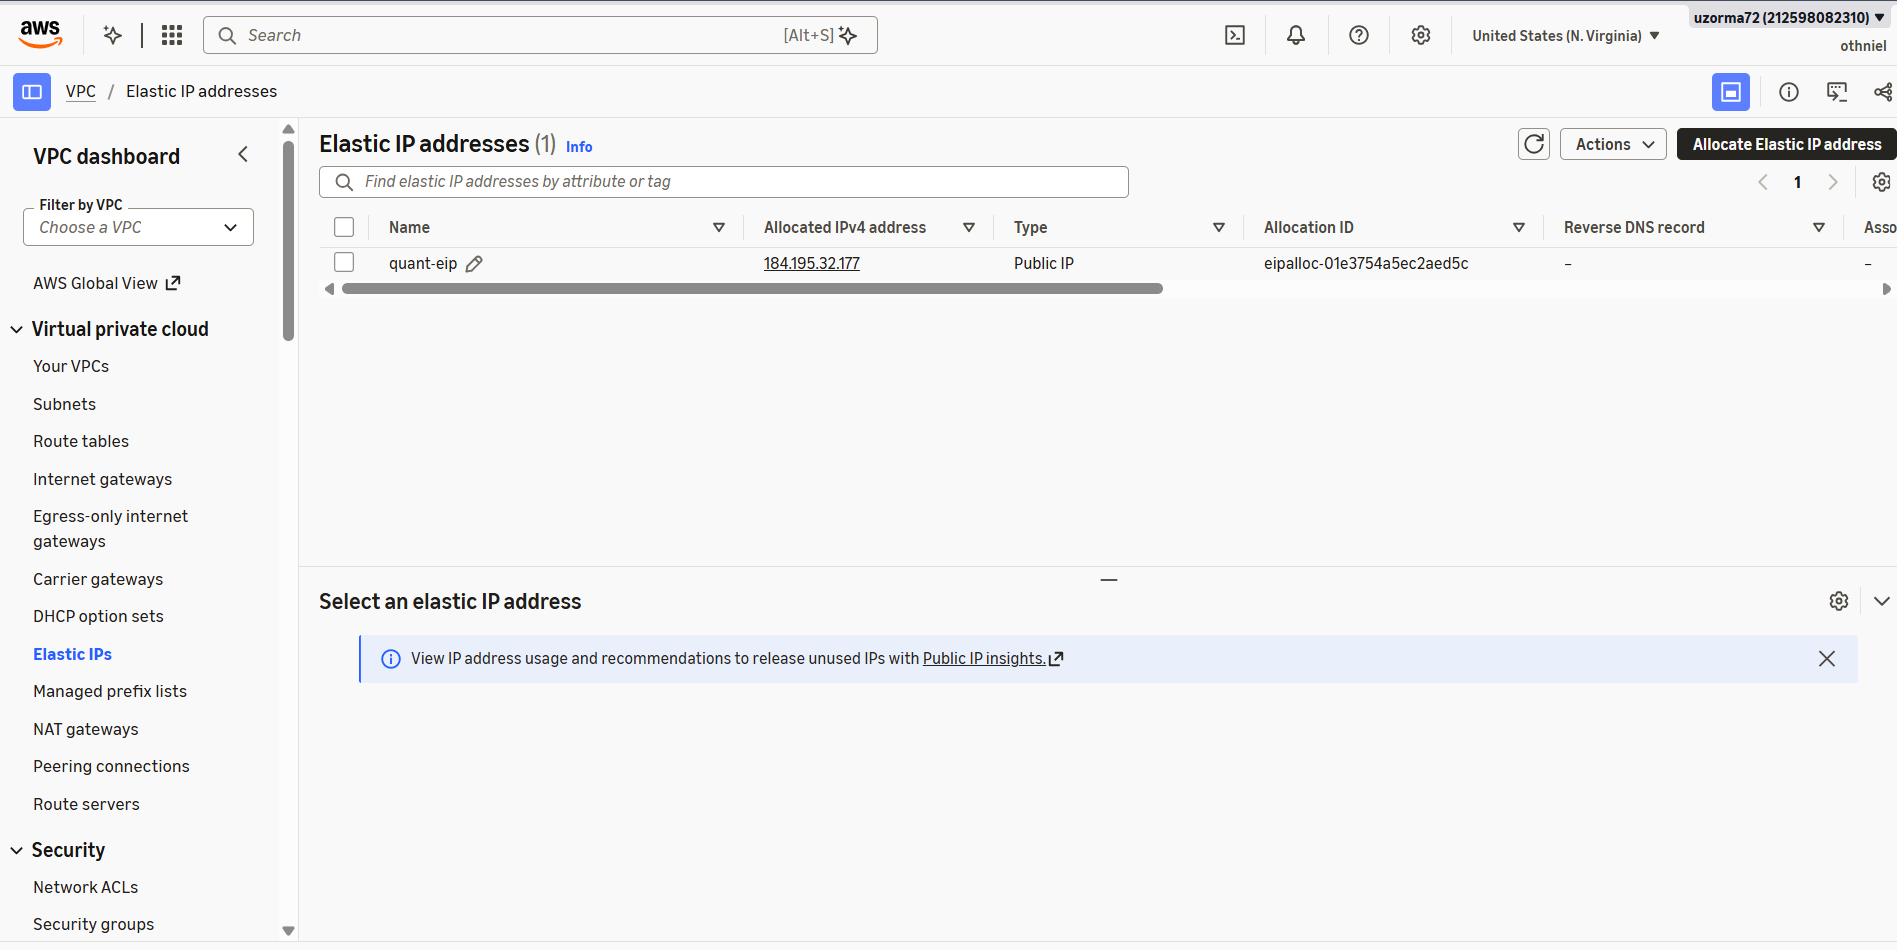 aws
Search [Alt+S]
United States (N. Virginia)
uzorma72 (212598082310)
othniel
VPC / Elastic IP addresses
VPC dashboard
Filter by VPC
Choose a VPC
AWS Global View
Virtual private cloud
Your VPCs
Subnets
Route tables
Internet gateways
Egress-only internet
gateways
Carrier gateways
DHCP option sets
Elastic IPs
Managed prefix lists
NAT gateways
Peering connections
Route servers
Security
Network ACLs
Security groups
Elastic IP addresses (1) Info
Actions
Allocate Elastic IP address
Find elastic IP addresses by attribute or tag
1
Name Allocated IPv4 address Type Allocation ID Reverse DNS record Asso
quant-eip 184.195.32.177 Public IP eipalloc-01e3754a5ec2aed5c – –
Select an elastic IP address
View IP address usage and recommendations to release unused IPs with Public IP insights.